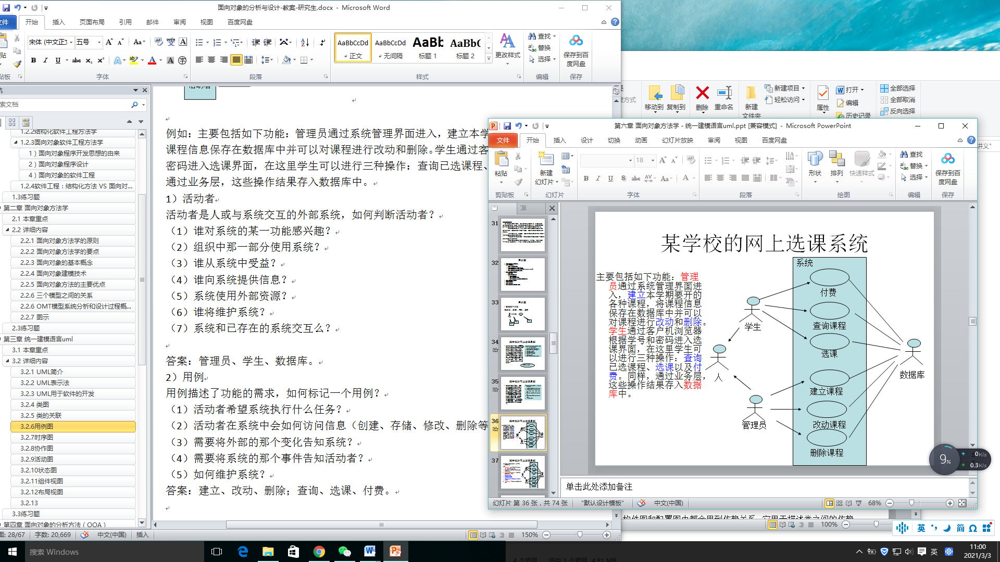 面向对象的分析与设计-教案-研究生.docx - Microsoft Word
文件
开始
插入
页面布局
引用
邮件
审阅
视图
百度网盘
宋体 (中文正文
五号
AaBbCcDd
正文
AaBbCcDd
无间隔
AaBb
标题 1
AaBbC
标题 2
更改样式
查找
替换
选择
保存到百度网盘
字体
段落
样式
编辑
保存
索文档
1.2.2结构化软件工程方法学
1.2.3面向对象软件工程方法学
1）面向对象程序开发思想的由来
2）面向对象程序设计
4）面向对象的软件工程
1.2.4软件工程：结构化方法 VS 面向对...
1.3练习题
第二章 面向对象方法学
2.1 本章重点
2.2 详细内容
2.2.1 面向对象方法学的原则
2.2.2 面向对象方法学的要点
2.2.3 面向对象的基本概念
2.2.4 面向对象建模技术
2.2.5 面向对象方法的主要优点
2.2.6 三个模型之间的关系
2.2.6 OMT模型系统分析和设计过程概...
2.2.7 图示
2.3练习题
第三章 统一建模语言uml
3.1 本章重点
3.2 详细内容
3.2.1 UML简介
3.2.2 UML表示法
3.2.3 UML用于软件的开发
3.2.4 类图
3.2.5 类的关联
3.2.6用例图
3.2.7时序图
3.2.8协作图
3.2.9活动图
3.2.10状态图
3.2.11组件视图
3.2.12布局视图
3.2.13
3.3练习题
第四章 面向对象的分析方法（OOA）
例如：主要包括如下功能：管理员通过系统管理界面进入，建立本学
课程信息保存在数据库中并可以对课程进行改动和删除。学生通过客
密码进入选课界面，在这里学生可以进行三种操作：查询已选课程、
通过业务层，这些操作结果存入数据库中。
1）活动者
活动者是人或与系统交互的外部系统，如何判断活动者？
（1）谁对系统的某一功能感兴趣？
（2）组织中那一部分使用系统？
（3）谁从系统中受益？
（4）谁向系统提供信息？
（5）系统使用外部资源？
（6）谁将维护系统？
（7）系统和已存在的系统交互么？
答案：管理员、学生、数据库。
2）用例
用例描述了功能的需求，如何标记一个用例？
（1）活动者希望系统执行什么任务？
（2）活动者在系统中会如何访问信息（创建、存储、修改、删除等
（3）需要将外部的那个变化告知系统？
（4）需要将系统的那个事件告知活动者？
（5）如何维护系统？
答案：建立、改动、删除；查询、选课、付费。
面: 28/67
字数: 20,669
中文(中国)
插入
150%
移动到
复制到
删除
重命名
新建文件夹
新建项目
轻松访问
属性
打开
编辑
历史记录
全部选择
全部取消
反向选择
第六章 面向对象方法学 - 统一建模语言uml.ppt [兼容模式] - Microsoft PowerPoint
文件
开始
插入
设计
切换
动画
幻灯片放映
审阅
视图
百度网盘
粘贴
新建
幻灯片
18
形状
排列
快速样式
查找
替换
选择
保存到百度网盘
剪贴板
幻灯片
字体
段落
绘图
编辑
保存
31
32
33
34
35
36
37
某学校的网上选课系统
主要包括如下功能：管理
员通过系统管理界面进
入，建立本学期要开的
各种课程，将课程信息
保存在数据库中并可以
对课程进行改动和删除。
学生通过客户机浏览器
根据学号和密码进入选
课界面，在这里学生可
以进行三种操作：查询
已选课程、选课以及付
费。同样，通过业务层，
这些操作结果存入数据
库中。
系统
付费
查询课程
选课
建立课程
改动课程
删除课程
学生
人
管理员
数据库
单击此处添加备注
幻灯片 第 36 张，共 74 张
“默认设计模板”
中文(中国)
68%
9%
0K/s
0.3K/s
100%
英
简
搜索 Windows
4 个项目 选中 1 个项目 4.81 MB
英
11:00
2021/3/3